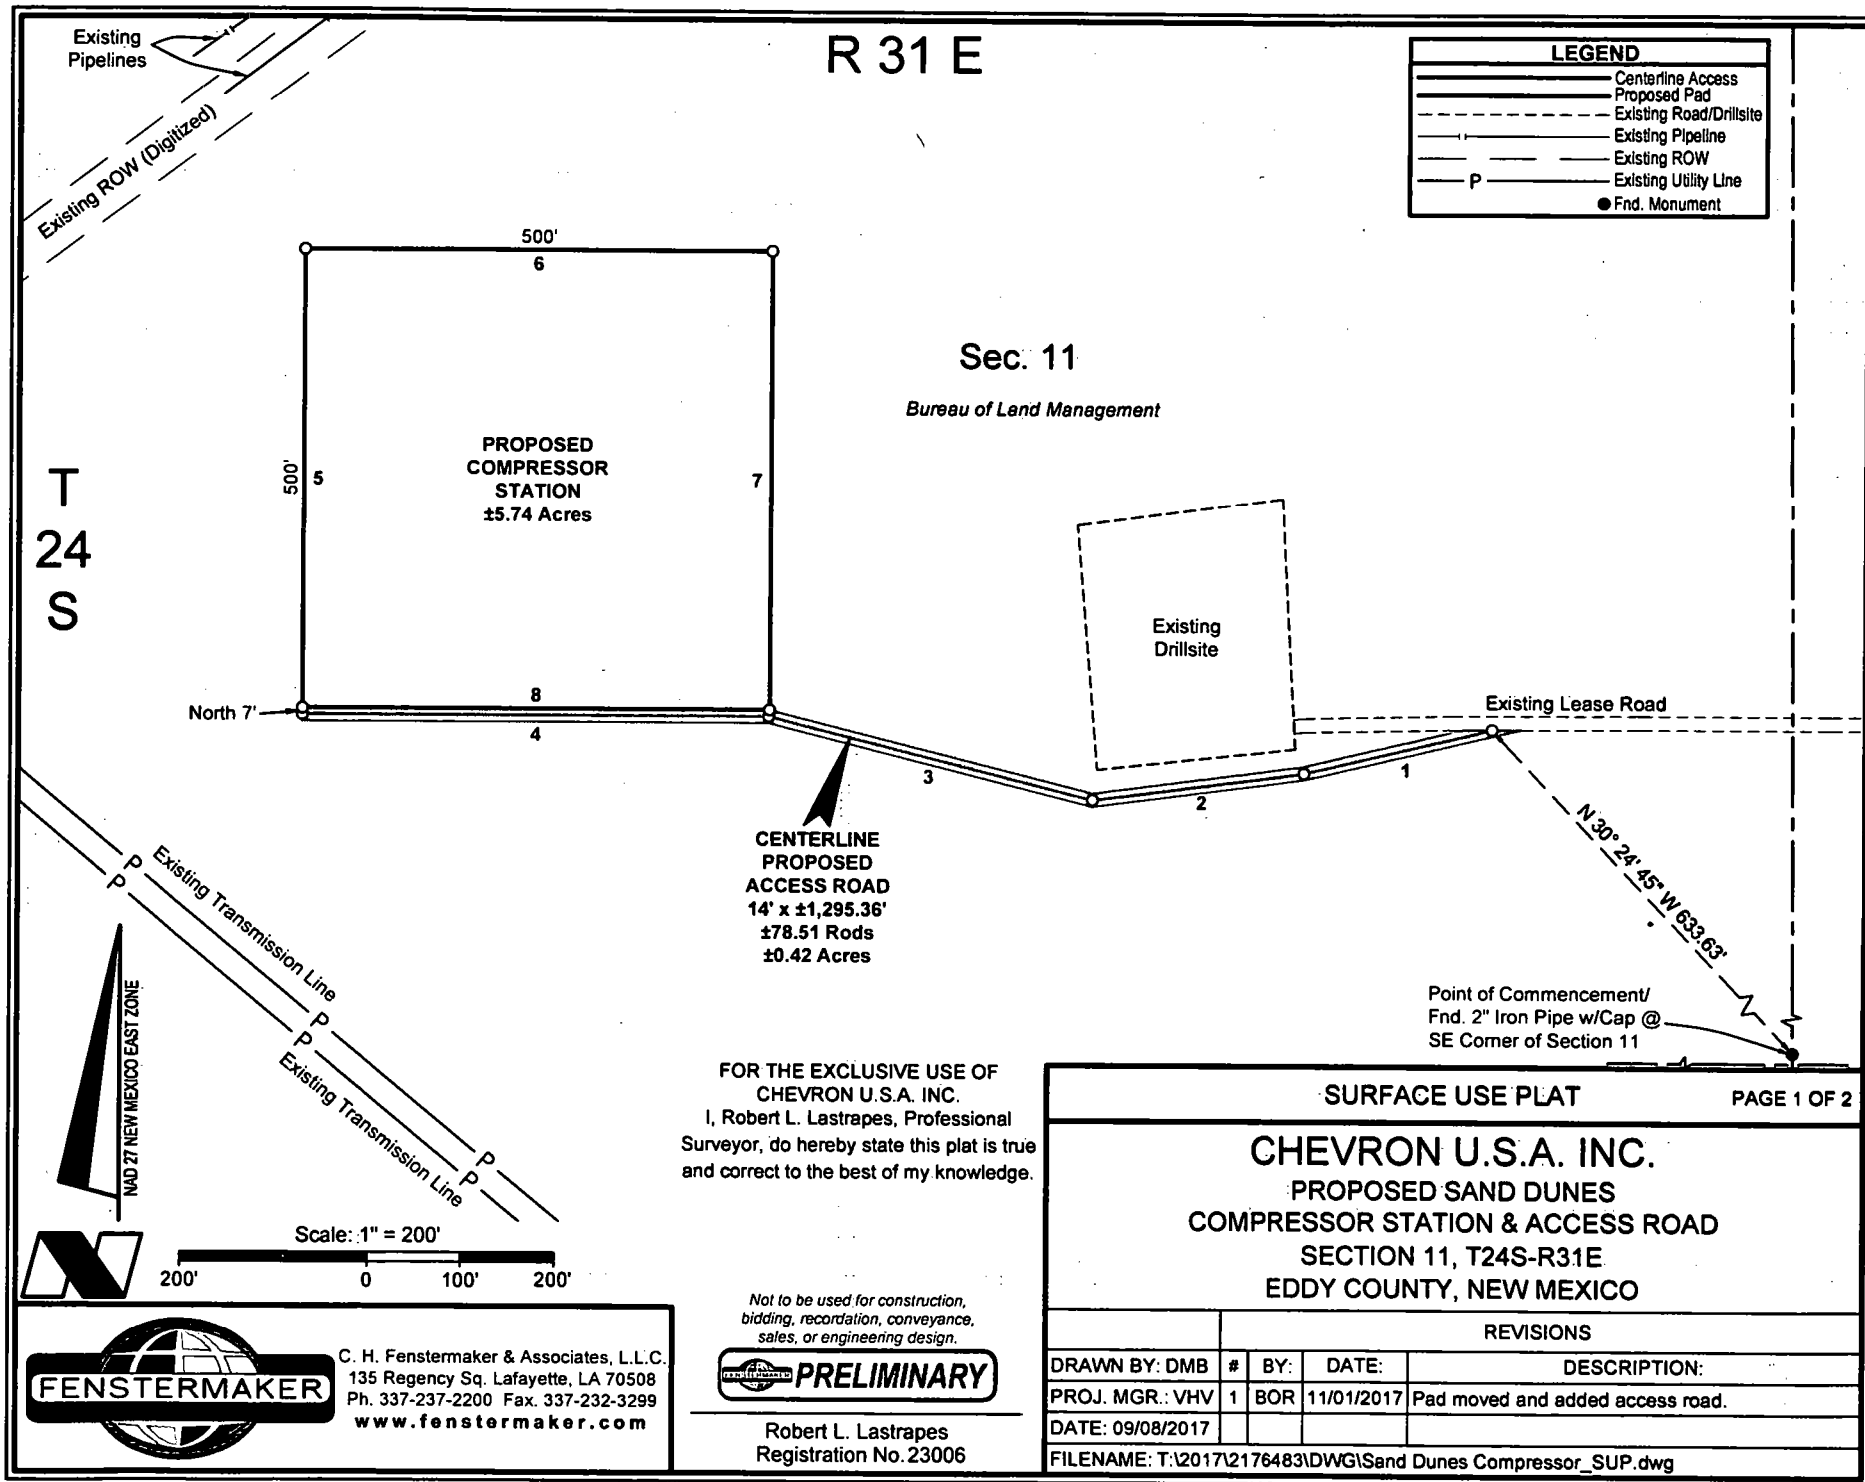 Existing
Pipelines
R 31 E
LEGEND
Centerline Access
Proposed Pad
Existing Road/Drillsite
Existing Pipeline
Existing ROW
P Existing Utility Line
Fnd. Monument
Existing ROW (Digitized)
500'
6
Sec. 11
Bureau of Land Management
T
24
S
500'
5
PROPOSED
COMPRESSOR
STATION
±5.74 Acres
7
Existing
Drillsite
8
North 7'
4
Existing Lease Road
3
2
1
CENTERLINE
PROPOSED
ACCESS ROAD
14' x ±1,295.36'
±78.51 Rods
±0.42 Acres
N 30° 24' 45" W 633.63'
P
P
Existing Transmission Line
P
P
Existing Transmission Line
P
P
NAD 27 NEW MEXICO EAST ZONE
Point of Commencement/
Fnd. 2" Iron Pipe w/Cap @
SE Corner of Section 11
FOR THE EXCLUSIVE USE OF
CHEVRON U.S.A. INC.
I, Robert L. Lastrapes, Professional
Surveyor, do hereby state this plat is true
and correct to the best of my knowledge.
Scale: 1" = 200'
200' 0 100' 200'
SURFACE USE PLAT PAGE 1 OF 2
CHEVRON U.S.A. INC.
PROPOSED SAND DUNES
COMPRESSOR STATION & ACCESS ROAD
SECTION 11, T24S-R31E
EDDY COUNTY, NEW MEXICO
FENSTERMAKER
C. H. Fenstermaker & Associates, L.L.C.
135 Regency Sq. Lafayette, LA 70508
Ph. 337-237-2200 Fax. 337-232-3299
www.fenstermaker.com
Not to be used for construction,
bidding, recordation, conveyance,
sales, or engineering design.
FENSTERMAKER PRELIMINARY
Robert L. Lastrapes
Registration No. 23006
REVISIONS
DRAWN BY: DMB # BY: DATE: DESCRIPTION:
PROJ. MGR.: VHV 1 BOR 11/01/2017 Pad moved and added access road.
DATE: 09/08/2017
FILENAME: T:\2017\2176483\DWG\Sand Dunes Compressor_SUP.dwg